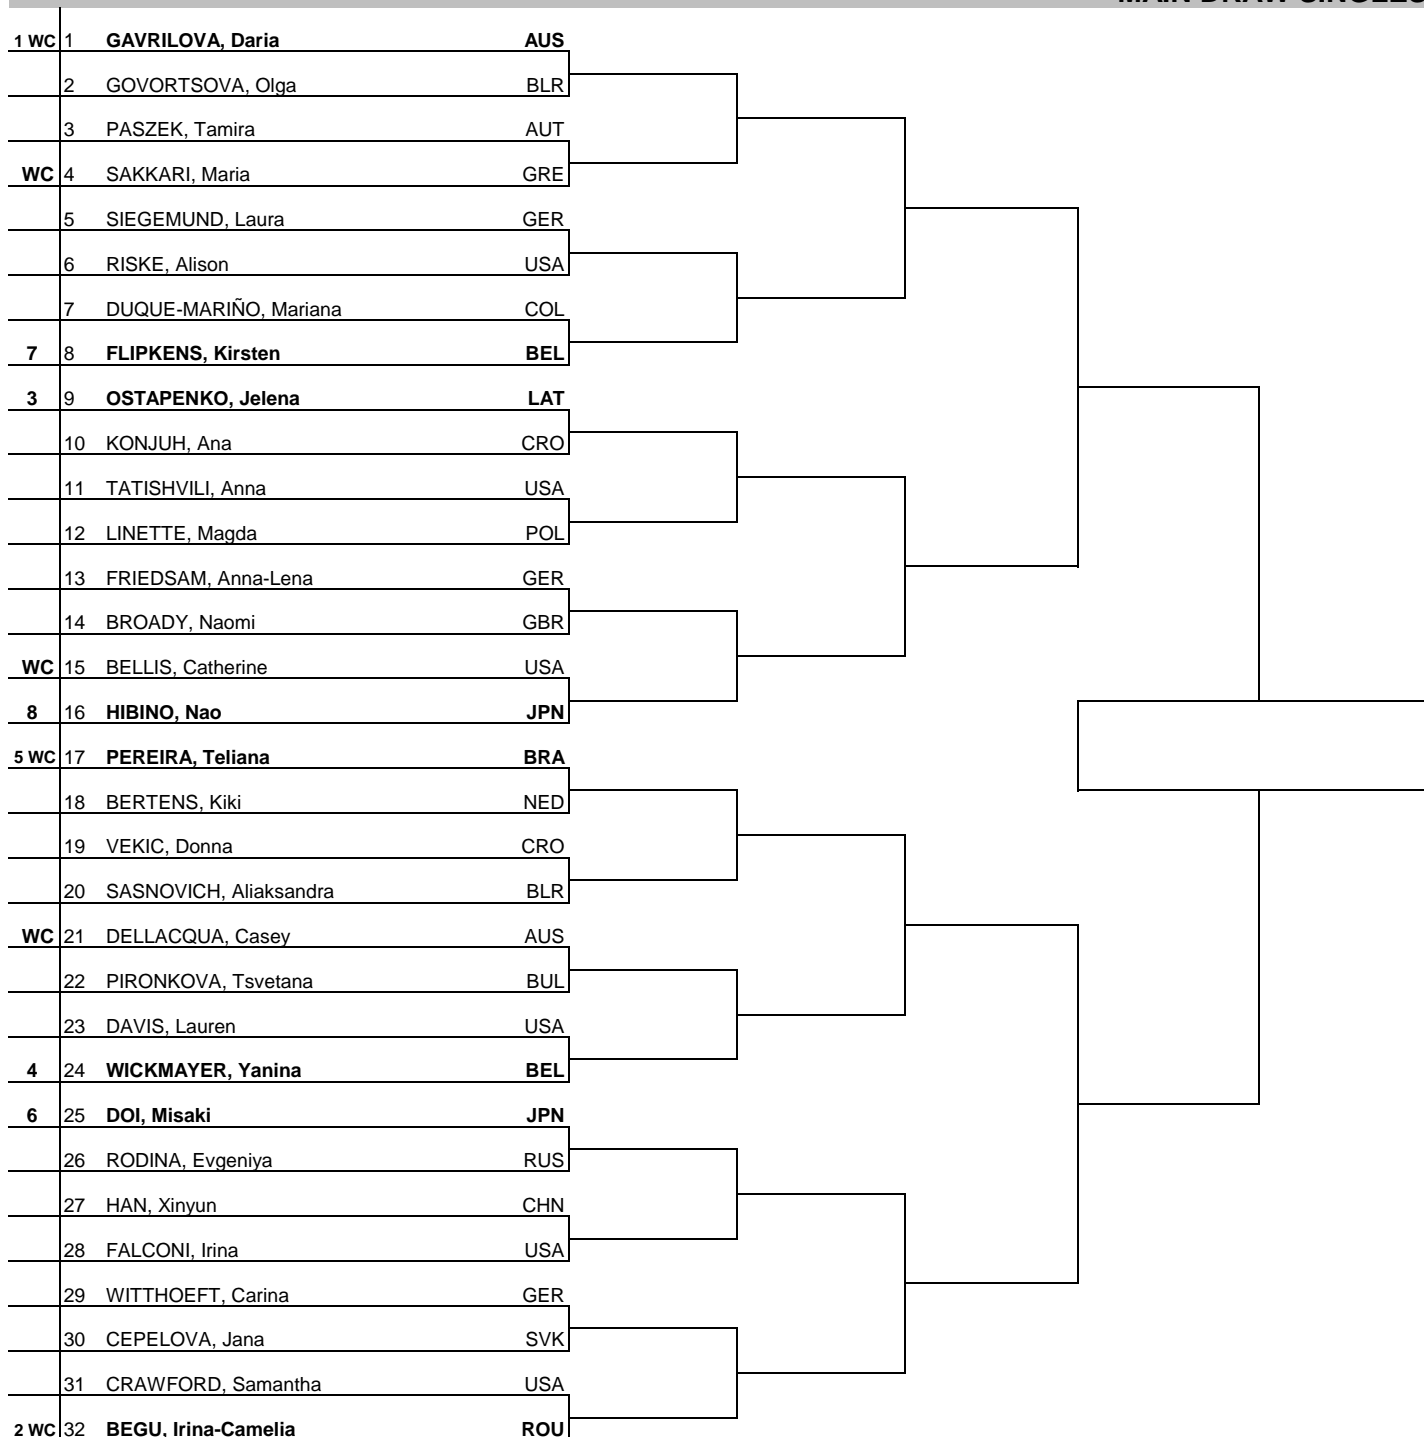 MAIN DRAW SINGLES
1 WC 1 GAVRILOVA, Daria AUS
2 GOVORTSOVA, Olga BLR
3 PASZEK, Tamira AUT
WC 4 SAKKARI, Maria GRE
5 SIEGEMUND, Laura GER
6 RISKE, Alison USA
7 DUQUE-MARIÑO, Mariana COL
7 8 FLIPKENS, Kirsten BEL
3 9 OSTAPENKO, Jelena LAT
10 KONJUH, Ana CRO
11 TATISHVILI, Anna USA
12 LINETTE, Magda POL
13 FRIEDSAM, Anna-Lena GER
14 BROADY, Naomi GBR
WC 15 BELLIS, Catherine USA
8 16 HIBINO, Nao JPN
5 WC 17 PEREIRA, Teliana BRA
18 BERTENS, Kiki NED
19 VEKIC, Donna CRO
20 SASNOVICH, Aliaksandra BLR
WC 21 DELLACQUA, Casey AUS
22 PIRONKOVA, Tsvetana BUL
23 DAVIS, Lauren USA
4 24 WICKMAYER, Yanina BEL
6 25 DOI, Misaki JPN
26 RODINA, Evgeniya RUS
27 HAN, Xinyun CHN
28 FALCONI, Irina USA
29 WITTHOEFT, Carina GER
30 CEPELOVA, Jana SVK
31 CRAWFORD, Samantha USA
2 WC 32 BEGU, Irina-Camelia ROU